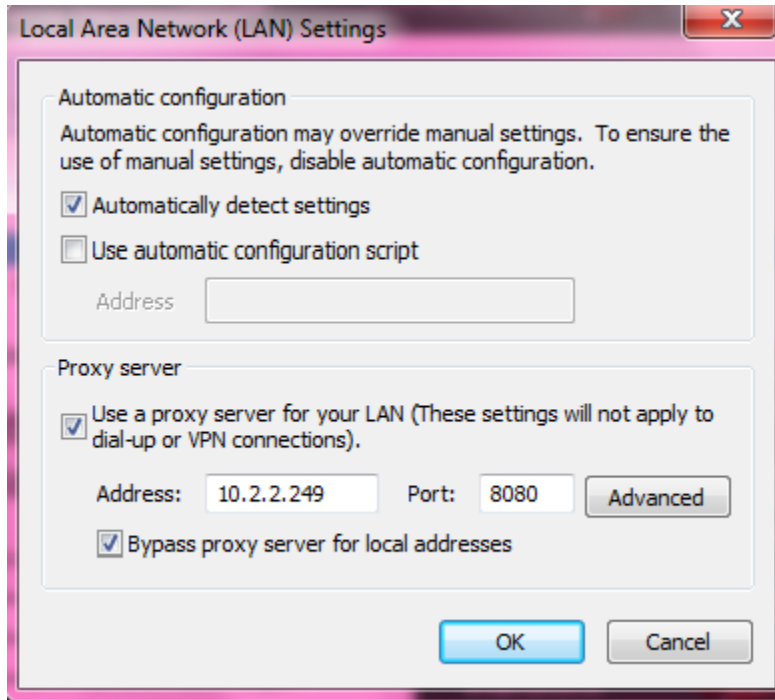 Local Area Network (LAN) Settings
Automatic configuration
Automatic configuration may override manual settings.  To ensure the
use of manual settings, disable automatic configuration.
Automatically detect settings
Use automatic configuration script
Address
Proxy server
Use a proxy server for your LAN (These settings will not apply to
dial-up or VPN connections).
Address: 10.2.2.249 Port: 8080 Advanced
Bypass proxy server for local addresses
OK Cancel